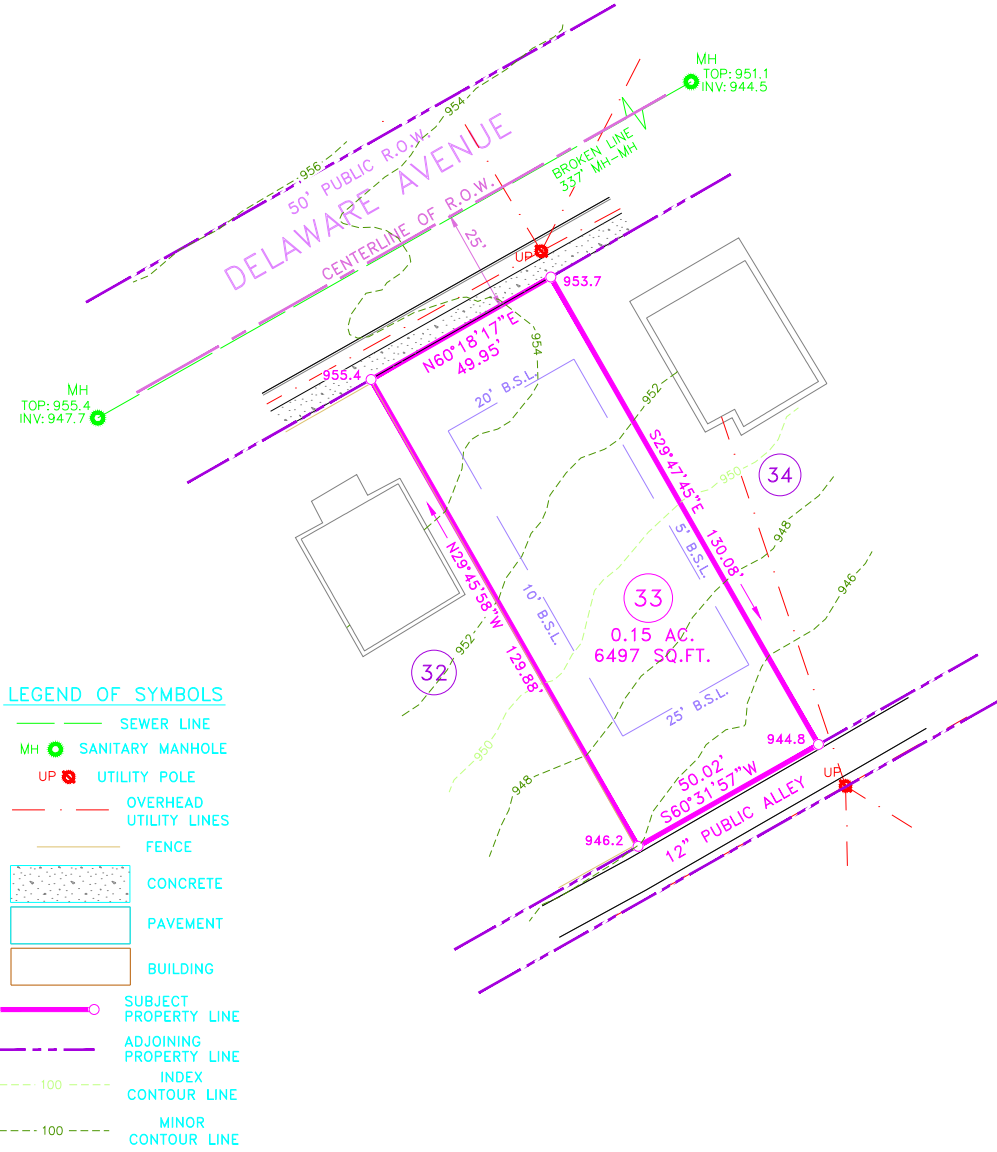 MH
TOP: 951.1
INV: 944.5
954
956
50' PUBLIC R.O.W.
DELAWARE AVENUE
CENTERLINE OF R.O.W.
BROKEN LINE
337' MH-MH
25'
UP
953.7
N60°18'17"E
49.95'
954
955.4
MH
TOP: 955.4
INV: 947.7
20' B.S.L.
952
950
S29°47'45"E 130.08'
34
948
946
5' B.S.L.
N29°45'58"W 129.88'
10' B.S.L.
33
0.15 AC.
6497 SQ.FT.
952
32
25' B.S.L.
950
948
944.8
50.02'
S60°31'57"W
946.2
12" PUBLIC ALLEY
UP
LEGEND OF SYMBOLS
SEWER LINE
MH SANITARY MANHOLE
UP UTILITY POLE
OVERHEAD
UTILITY LINES
FENCE
CONCRETE
PAVEMENT
BUILDING
SUBJECT
PROPERTY LINE
ADJOINING
PROPERTY LINE
100 INDEX
CONTOUR LINE
100 MINOR
CONTOUR LINE